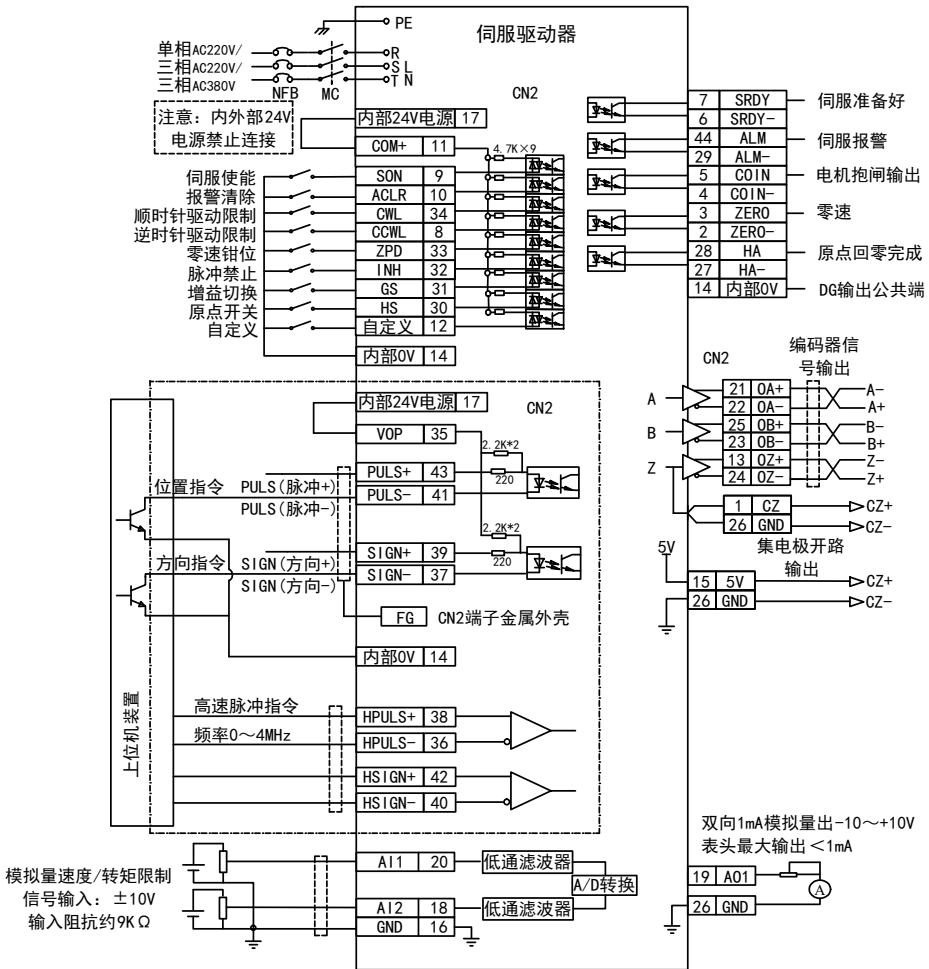 PE
伺服驱动器
单相AC220V/
三相AC220V/
三相AC380V
NFB
MC
R
S L
T N
CN2
注意：内外部24V
电源禁止连接
内部24V电源 17
COM+ 11
4.7K×9
伺服使能 SON 9
报警清除 ACLR 10
顺时针驱动限制 CWL 34
逆时针驱动限制 CCWL 8
零速钳位 ZPD 33
脉冲禁止 INH 32
增益切换 GS 31
原点开关 HS 30
自定义 自定义 12
内部0V 14
7 SRDY 伺服准备好
6 SRDY-
44 ALM 伺服报警
29 ALM-
5 COIN 电机抱闸输出
4 COIN-
3 ZERO 零速
2 ZERO-
28 HA 原点回零完成
27 HA-
14 内部0V DG输出公共端
CN2
编码器信
号输出
A
21 OA+ A-
22 OA- A+
B
25 OB+ B-
23 OB- B+
Z
13 OZ+ Z-
24 OZ- Z+
1 CZ CZ+
26 GND CZ-
集电极开路
输出
5V
15 5V CZ+
26 GND CZ-
内部24V电源 17
CN2
VOP 35
2.2K*2
PULS+ 43
220
位置指令 PULS(脉冲+)
PULS- 41
PULS(脉冲-)
2.2K*2
SIGN+ 39
220
方向指令 SIGN(方向+)
SIGN- 37
SIGN(方向-)
FG CN2端子金属外壳
内部0V 14
上位机装置
高速脉冲指令
HPULS+ 38
频率0～4MHz
HPULS- 36
HSIGN+ 42
HSIGN- 40
模拟量速度/转矩限制
信号输入：±10V
输入阻抗约9KΩ
AI1 20 低通滤波器
A/D转换
AI2 18 低通滤波器
GND 16
双向1mA模拟量出-10～+10V
表头最大输出＜1mA
19 AO1
A
26 GND